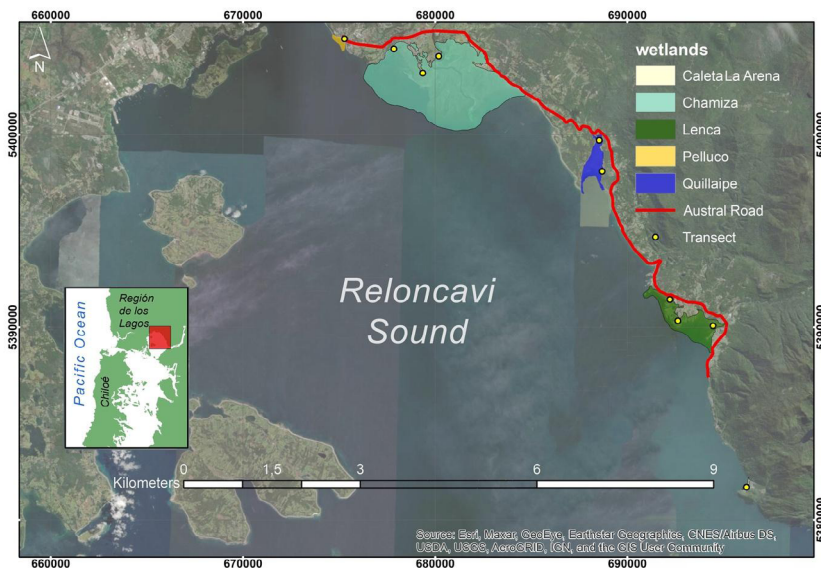 660000 670000 680000 690000
N
wetlands
Caleta La Arena
Chamiza
Lenca
Pelluco
Quillaipe
Austral Road
Transect
5400000
5400000
Reloncavi
Sound
Región
de los
Lagos
Pacific Ocean
Chiloé
5390000
5390000
0 1,5 3 6 9
Kilometers
5380000
5380000
Source: Esri, Maxar, GeoEye, Earthstar Geographics, CNES/Airbus DS,
USDA, USGS, AeroGRID, IGN, and the GIS User Community
660000 670000 680000 690000